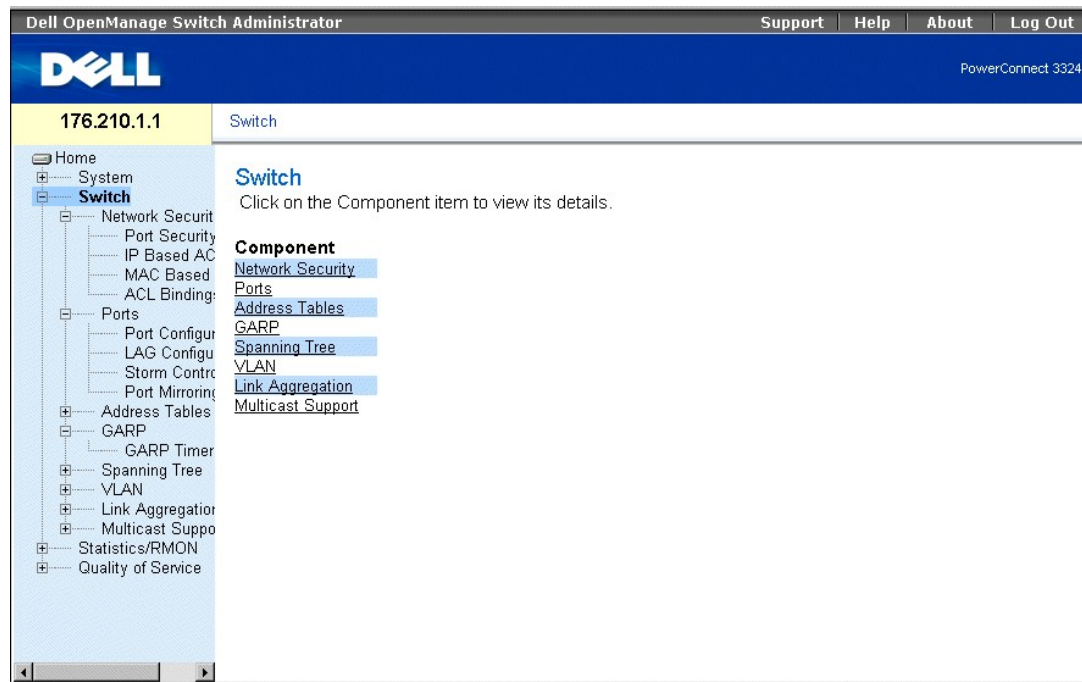 Dell OpenManage Switch Administrator
Support
Help
About
Log Out
DELL
PowerConnect 3324
176.210.1.1
Switch
Home
System
Switch
Network Securit
Port Security
IP Based AC
MAC Based
ACL Binding
Ports
Port Configur
LAG Configu
Storm Contro
Port Mirroring
Address Tables
GARP
GARP Timer
Spanning Tree
VLAN
Link Aggregation
Multicast Suppo
Statistics/RMON
Quality of Service
Switch
Click on the Component item to view its details.
Component
Network Security
Ports
Address Tables
GARP
Spanning Tree
VLAN
Link Aggregation
Multicast Support